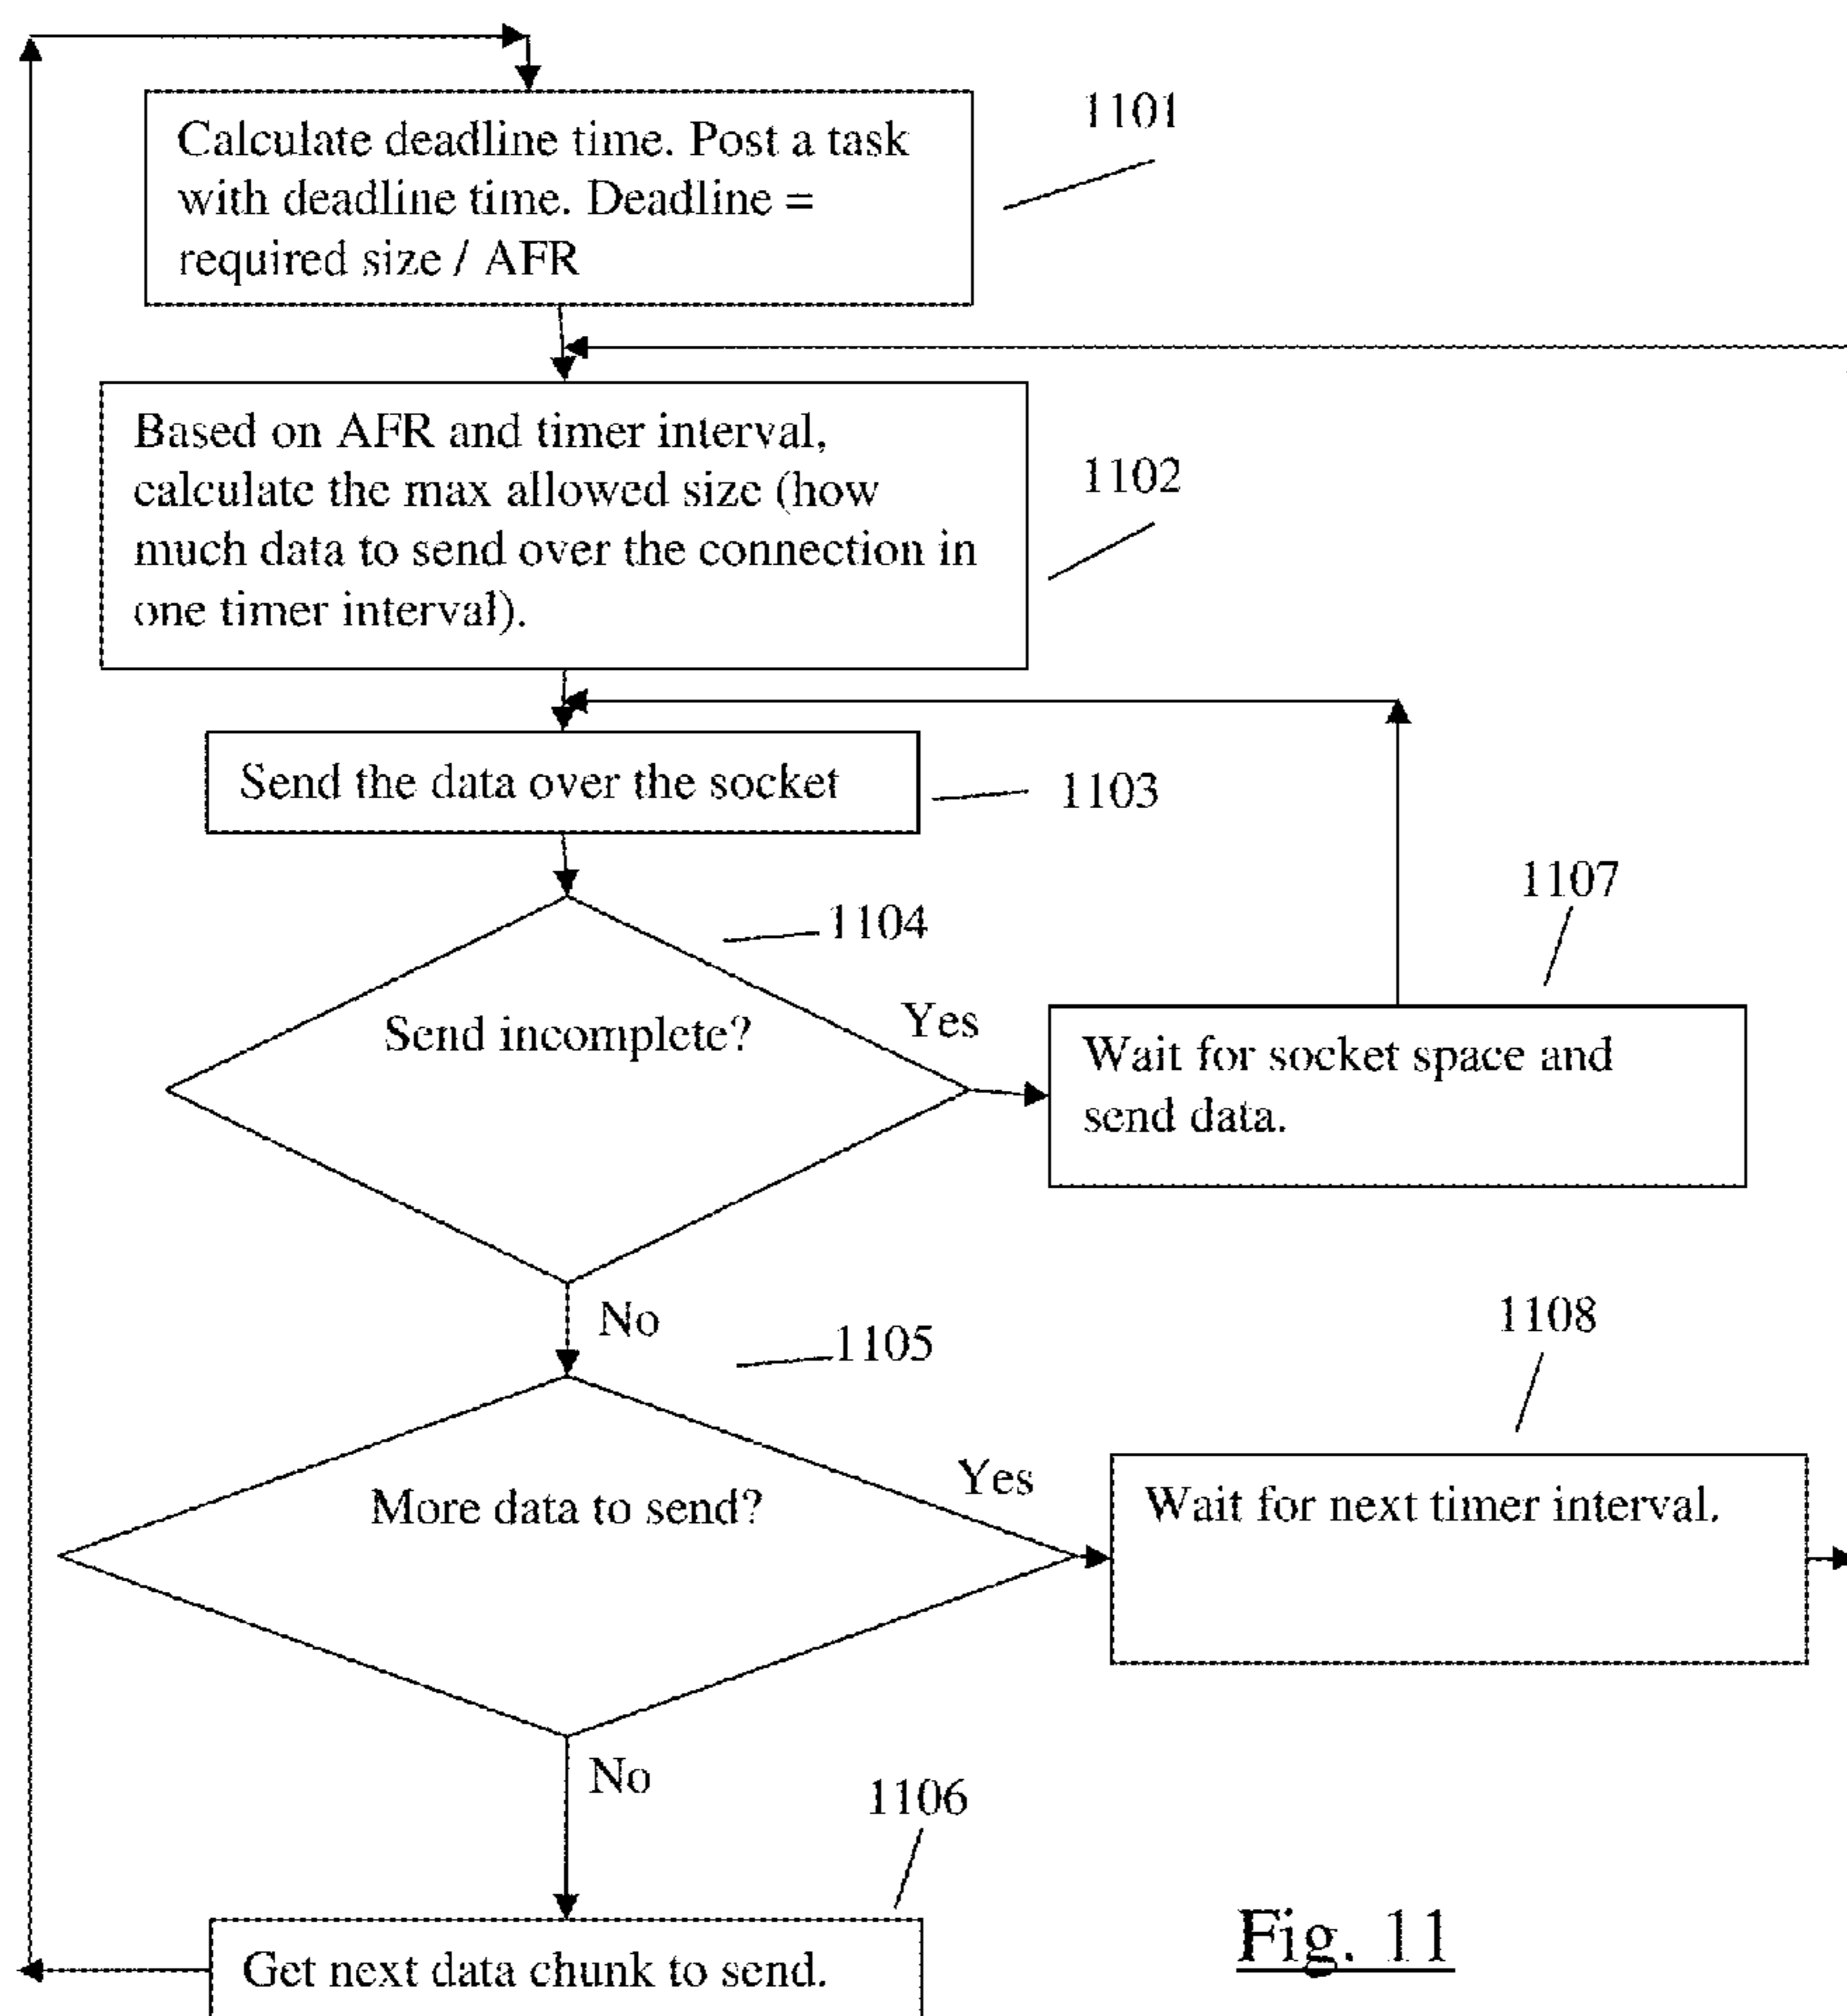 Calculate deadline time. Post a task
with deadline time. Deadline =
required size / AFR
1101
Based on AFR and timer interval,
calculate the max allowed size (how
much data to send over the connection in
one timer interval).
1102
Send the data over the socket
1103
1104
Send incomplete?
Yes
1107
Wait for socket space and
send data.
No
1105
More data to send?
Yes
1108
Wait for next timer interval.
No
1106
Get next data chunk to send.
Fig. 11